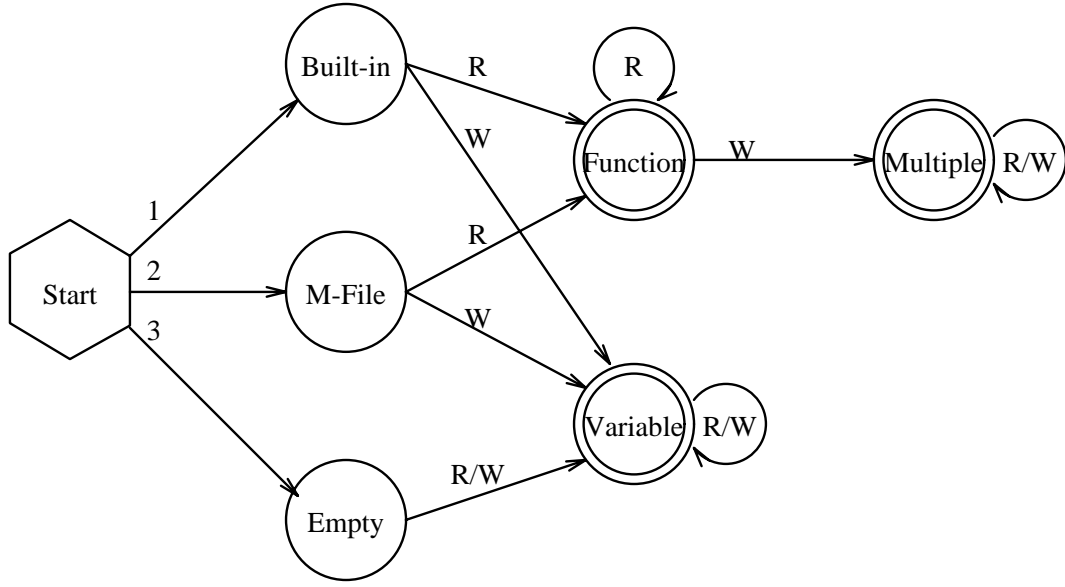 Built-in
R
R
W
Function
W
Multiple
R/W
1
R
2
Start
M-File
3
W
Variable
R/W
R/W
Empty